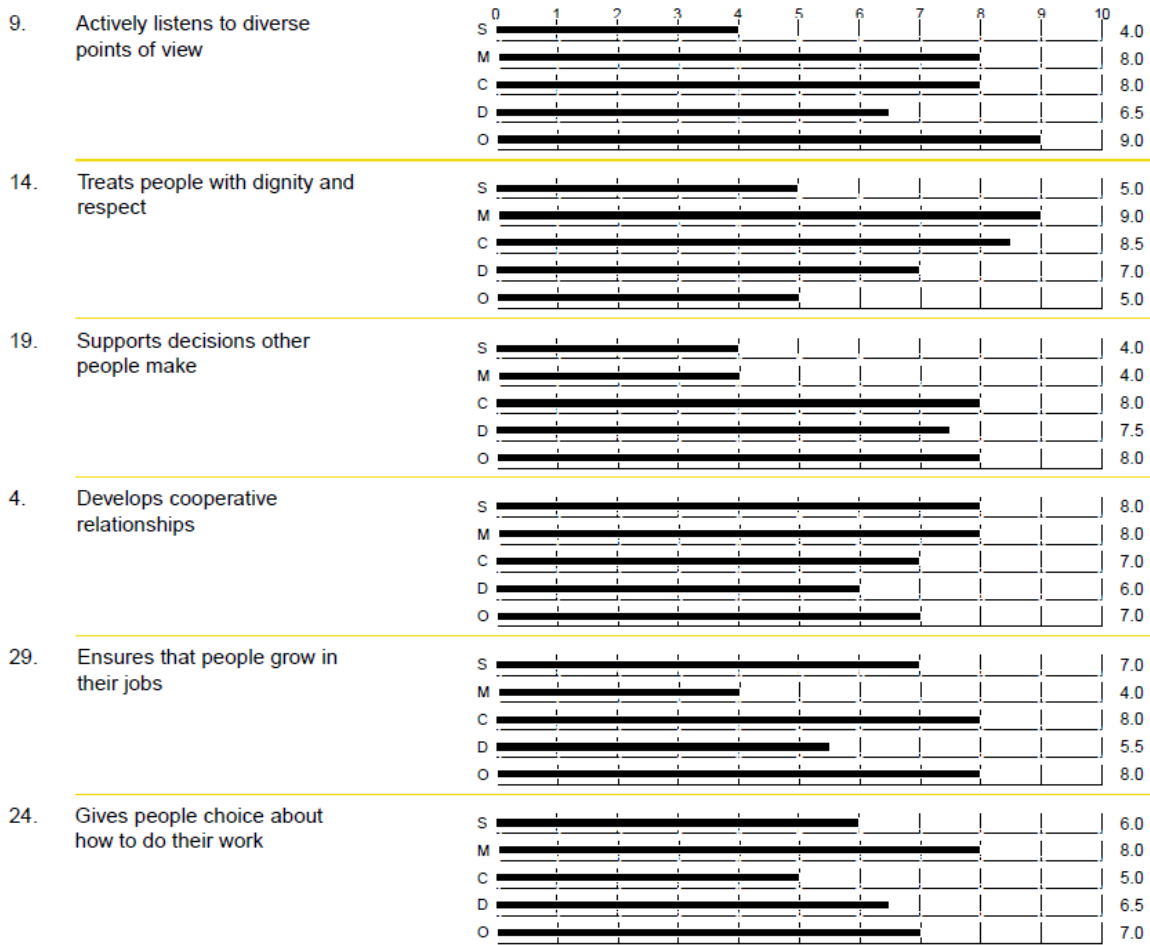 0 1 2 3 4 5 6 7 8 9 10
9. Actively listens to diverse
points of view
S 4.0
M 8.0
C 8.0
D 6.5
O 9.0
14. Treats people with dignity and
respect
S 5.0
M 9.0
C 8.5
D 7.0
O 5.0
19. Supports decisions other
people make
S 4.0
M 4.0
C 8.0
D 7.5
O 8.0
4. Develops cooperative
relationships
S 8.0
M 8.0
C 7.0
D 6.0
O 7.0
29. Ensures that people grow in
their jobs
S 7.0
M 4.0
C 8.0
D 5.5
O 8.0
24. Gives people choice about
how to do their work
S 6.0
M 8.0
C 5.0
D 6.5
O 7.0